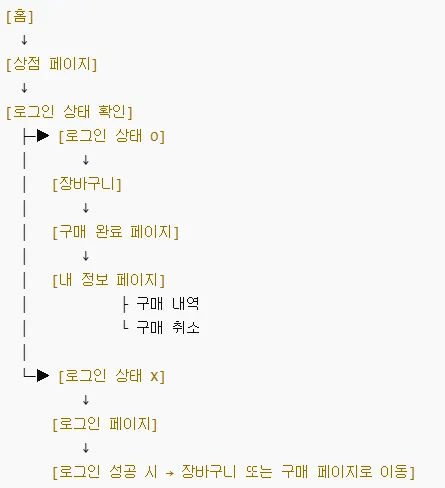 [홈]
↓
[상점 페이지]
↓
[로그인 상태 확인]
├─▶ [로그인 상태 O]
│ ↓
│ [장바구니]
│ ↓
│ [구매 완료 페이지]
│ ↓
│ [내 정보 페이지]
│ ├ 구매 내역
│ └ 구매 취소
│
└─▶ [로그인 상태 X]
↓
[로그인 페이지]
↓
[로그인 성공 시 → 장바구니 또는 구매 페이지로 이동]